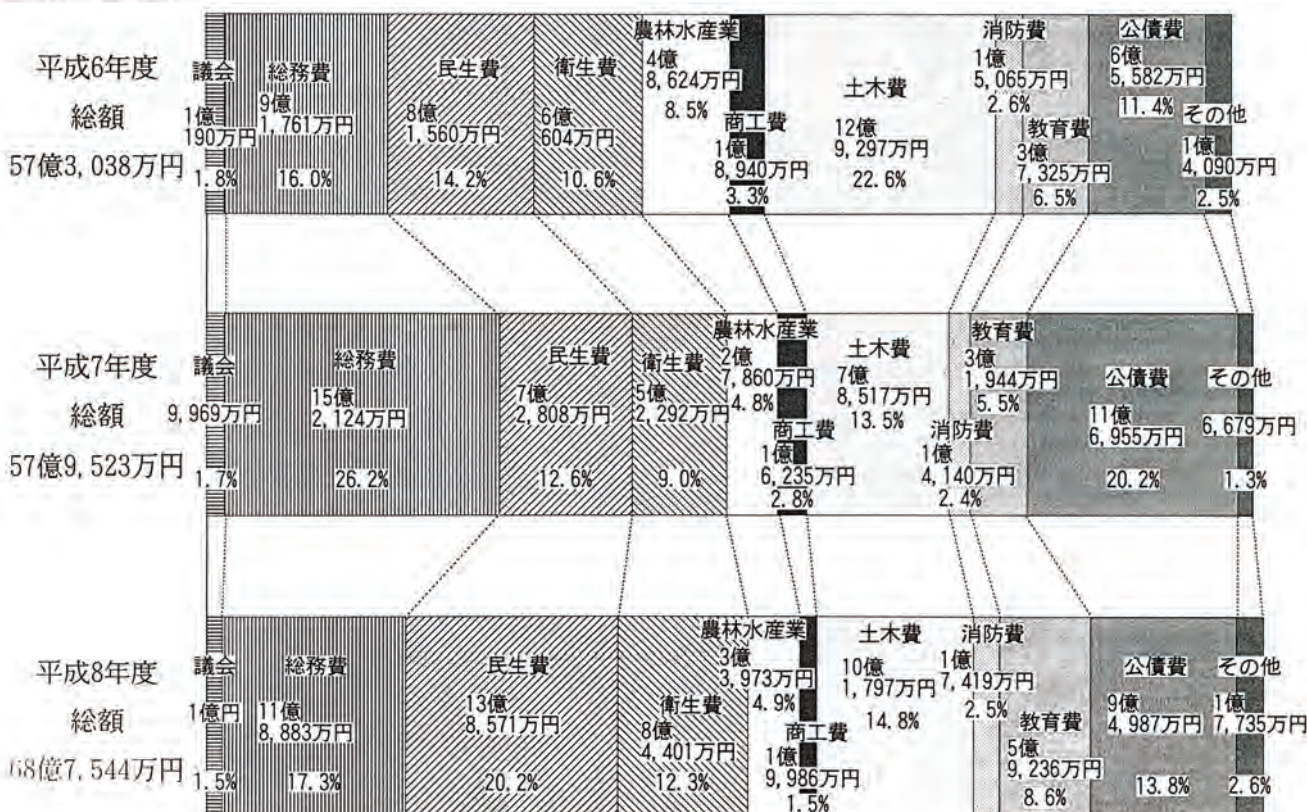 平成6年度
総額
57億3,038万円
議会
1億
190万円
1.8%
総務費
9億
1,761万円
16.0%
民生費
8億
1,560万円
14.2%
衛生費
6億
604万円
10.6%
農林水産業
4億
8,624万円
8.5%
商工費
1億
8,940万円
3.3%
土木費
12億
9,297万円
22.6%
消防費
1億
5,065万円
2.6%
教育費
3億
7,325万円
6.5%
公債費
6億
5,582万円
11.4%
その他
1億
4,090万円
2.5%
平成7年度
総額
57億9,523万円
議会
9,969万円
1.7%
総務費
15億
2,124万円
26.2%
民生費
7億
2,808万円
12.6%
衛生費
5億
2,292万円
9.0%
農林水産業
2億
7,860万円
4.8%
商工費
1億
6,235万円
2.8%
土木費
7億
8,517万円
13.5%
消防費
1億
4,140万円
2.4%
教育費
3億
1,944万円
5.5%
公債費
11億
6,955万円
20.2%
その他
6,679万円
1.3%
平成8年度
総額
68億7,544万円
議会
1億円
1.5%
総務費
11億
8,883万円
17.3%
民生費
13億
8,571万円
20.2%
衛生費
8億
4,401万円
12.3%
農林水産業
3億
3,973万円
4.9%
商工費
1億
9,986万円
1.5%
土木費
10億
1,797万円
14.8%
消防費
1億
7,419万円
2.5%
教育費
5億
9,236万円
8.6%
公債費
9億
4,987万円
13.8%
その他
1億
7,735万円
2.6%